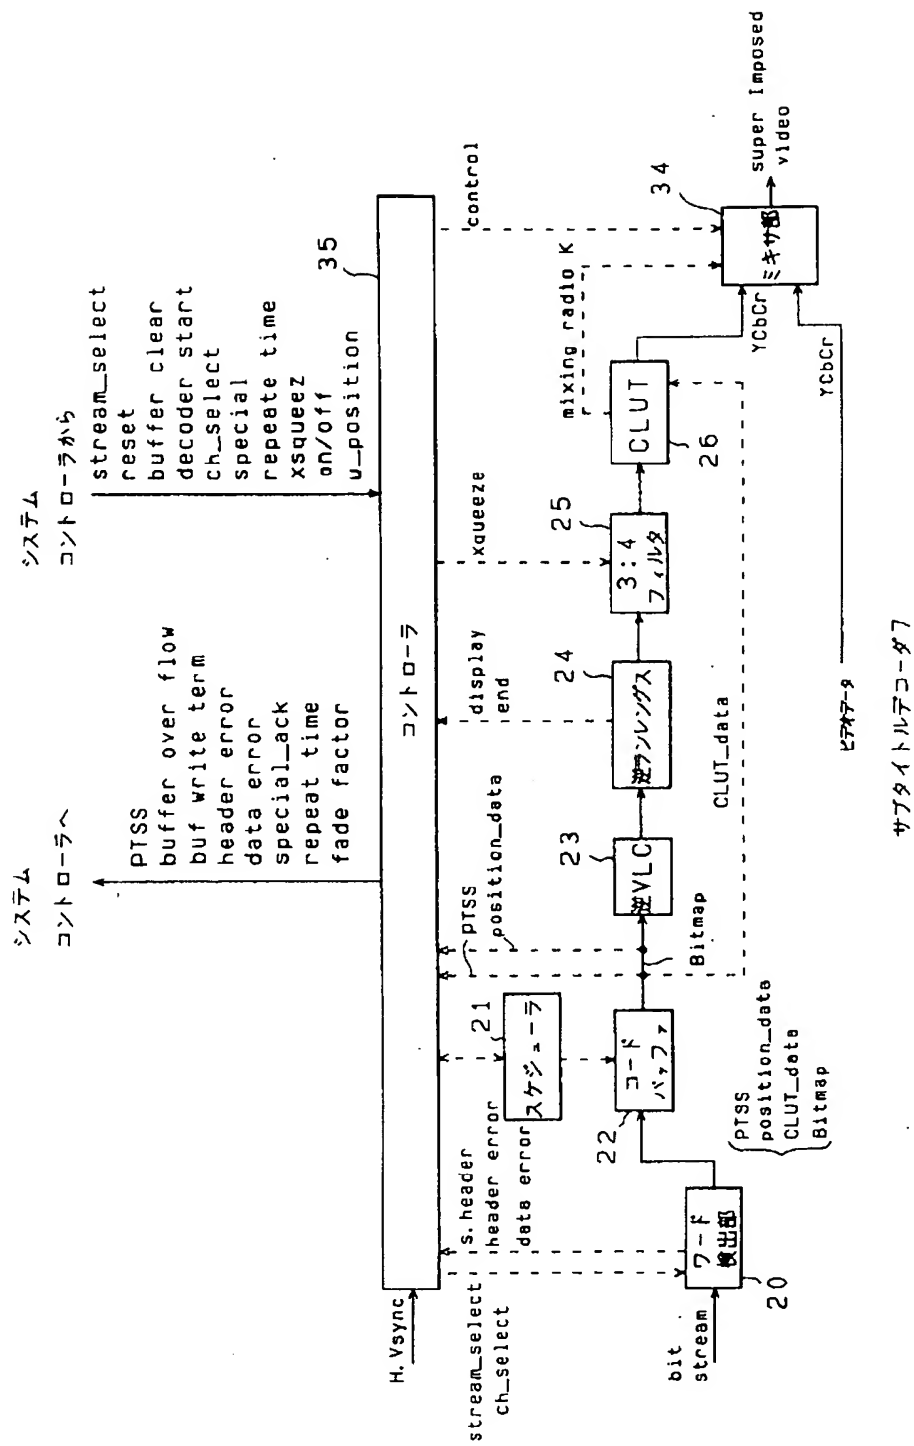 システム
コントローラへ
PTSS
buffer over flow
buf write term
header error
data error
special_ack
repeat time
fade factor
システム
コントローラから
stream_select
reset
buffer clear
decoder start
ch_select
special
repeat time
xsqueez
on/off
u_position
H.Vsync
コントローラ
35
stream_select
ch_select
s.header
header error
data error
スケジューラ
21
PTSS
position_data
display
end
xqueeze
control
bit
stream
ワード
検出部
20
コード
バッファ
22
Bitmap
逆VLC
23
逆ランレングス
24
3:4
フィルタ
25
CLUT
26
mixing radio K
ミキサ部
34
super Imposed
video
YCbCr
YCbCr
CLUT_data
PTSS
position_data
CLUT_data
Bitmap
ビデオデータ
サブタイトルデコーダ7